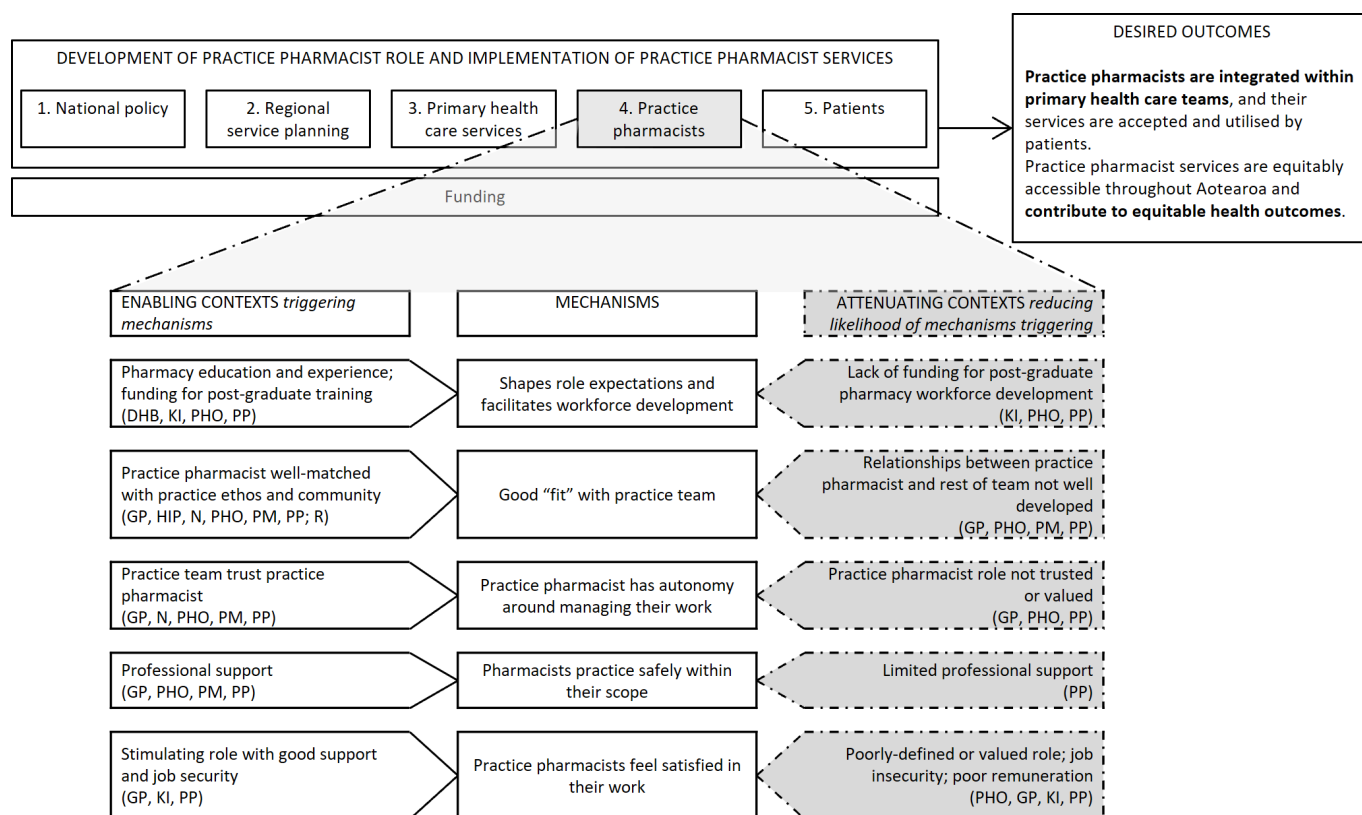 DEVELOPMENT OF PRACTICE PHARMACIST ROLE AND IMPLEMENTATION OF PRACTICE PHARMACIST SERVICES
1. National policy
2. Regional
service planning
3. Primary health
care services
4. Practice
pharmacists
5. Patients
Funding
DESIRED OUTCOMES
Practice pharmacists are integrated within
primary health care teams, and their
services are accepted and utilised by
patients.
Practice pharmacist services are equitably
accessible throughout Aotearoa and
contribute to equitable health outcomes.
ENABLING CONTEXTS triggering
mechanisms
MECHANISMS
ATTENUATING CONTEXTS reducing
likelihood of mechanisms triggering
Pharmacy education and experience;
funding for post-graduate training
(DHB, KI, PHO, PP)
Shapes role expectations and
facilitates workforce development
Lack of funding for post-graduate
pharmacy workforce development
(KI, PHO, PP)
Practice pharmacist well-matched
with practice ethos and community
(GP, HIP, N, PHO, PM, PP; R)
Good “fit” with practice team
Relationships between practice
pharmacist and rest of team not well
developed
(GP, PHO, PM, PP)
Practice team trust practice
pharmacist
(GP, N, PHO, PM, PP)
Practice pharmacist has autonomy
around managing their work
Practice pharmacist role not trusted
or valued
(GP, PHO, PP)
Professional support
(GP, PHO, PM, PP)
Pharmacists practice safely within
their scope
Limited professional support
(PP)
Stimulating role with good support
and job security
(GP, KI, PP)
Practice pharmacists feel satisfied in
their work
Poorly-defined or valued role; job
insecurity; poor remuneration
(PHO, GP, KI, PP)